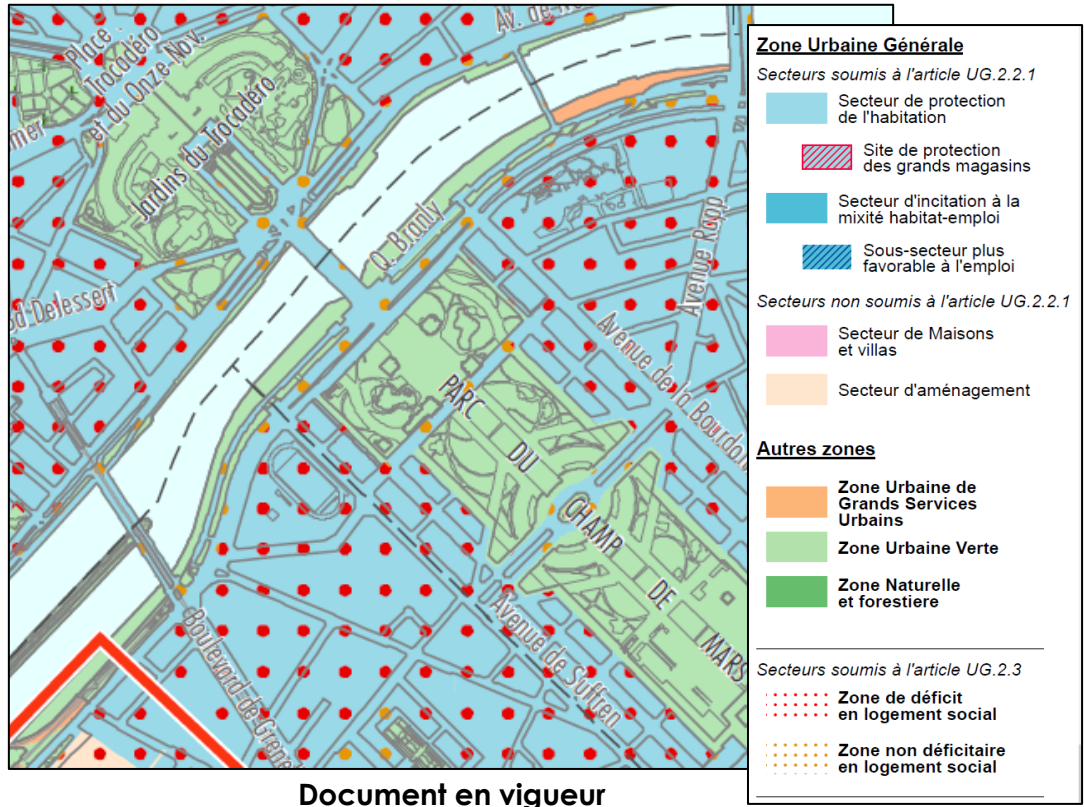 Place
Trocadéro
et du Onze Nov.
Jardins du Trocadéro
Av. de
Q. Branly
Avenue Rapp
Avenue de la Bourdon
PARC
DU
CHAMP
DE
MARS
Avenue de Suffren
Boulevard de Grenel
Delessert
Zone Urbaine Générale
Secteurs soumis à l'article UG.2.2.1
Secteur de protection
de l'habitation
Site de protection
des grands magasins
Secteur d'incitation à la
mixité habitat-emploi
Sous-secteur plus
favorable à l'emploi
Secteurs non soumis à l'article UG.2.2.1
Secteur de Maisons
et villas
Secteur d'aménagement
Autres zones
Zone Urbaine de
Grands Services
Urbains
Zone Urbaine Verte
Zone Naturelle
et forestiere
Secteurs soumis à l'article UG.2.3
Zone de déficit
en logement social
Zone non déficitaire
en logement social
Document en vigueur